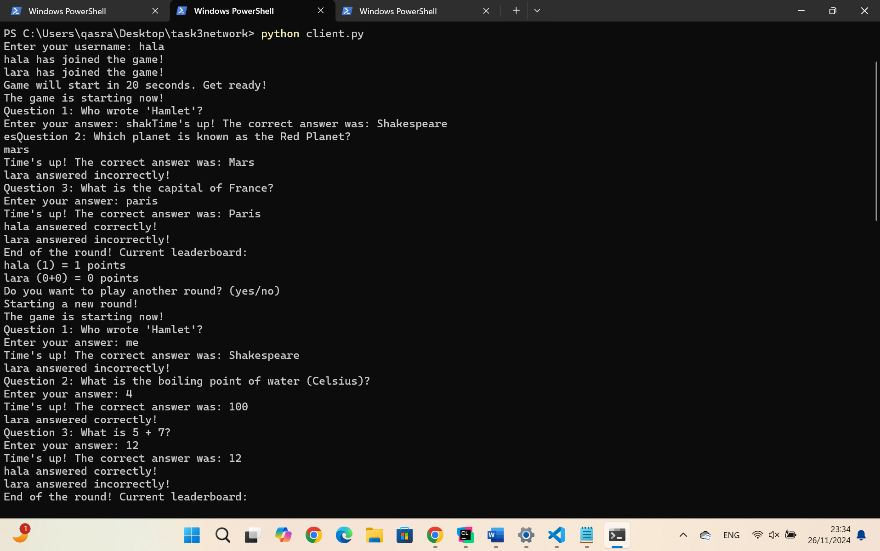 Windows PowerShell
Windows PowerShell
Windows PowerShell
PS C:\Users\qasra\Desktop\task3network> python client.py
Enter your username: hala
hala has joined the game!
lara has joined the game!
Game will start in 20 seconds. Get ready!
The game is starting now!
Question 1: Who wrote 'Hamlet'?
Enter your answer: shakTime's up! The correct answer was: Shakespeare
esQuestion 2: Which planet is known as the Red Planet?
mars
Time's up! The correct answer was: Mars
lara answered incorrectly!
Question 3: What is the capital of France?
Enter your answer: paris
Time's up! The correct answer was: Paris
hala answered correctly!
lara answered incorrectly!
End of the round! Current leaderboard:
hala (1) = 1 points
lara (0+0) = 0 points
Do you want to play another round? (yes/no)
Starting a new round!
The game is starting now!
Question 1: Who wrote 'Hamlet'?
Enter your answer: me
Time's up! The correct answer was: Shakespeare
lara answered incorrectly!
Question 2: What is the boiling point of water (Celsius)?
Enter your answer: 4
Time's up! The correct answer was: 100
lara answered correctly!
Question 3: What is 5 + 7?
Enter your answer: 12
Time's up! The correct answer was: 12
hala answered correctly!
lara answered incorrectly!
End of the round! Current leaderboard:
1
ENG
23:34
26/11/2024